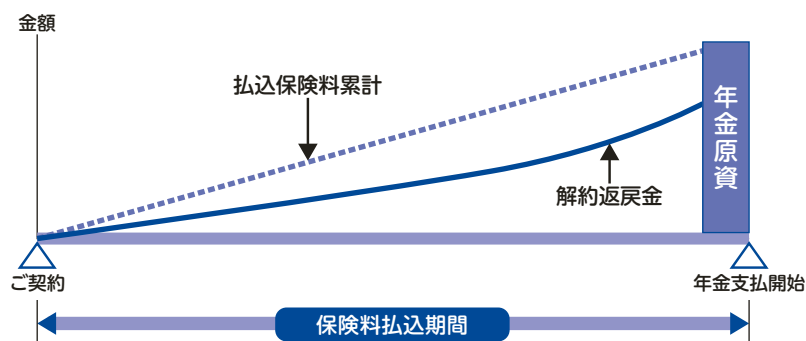 金額
払込保険料累計
年金原資
解約返戻金
ご契約
年金支払開始
保険料払込期間